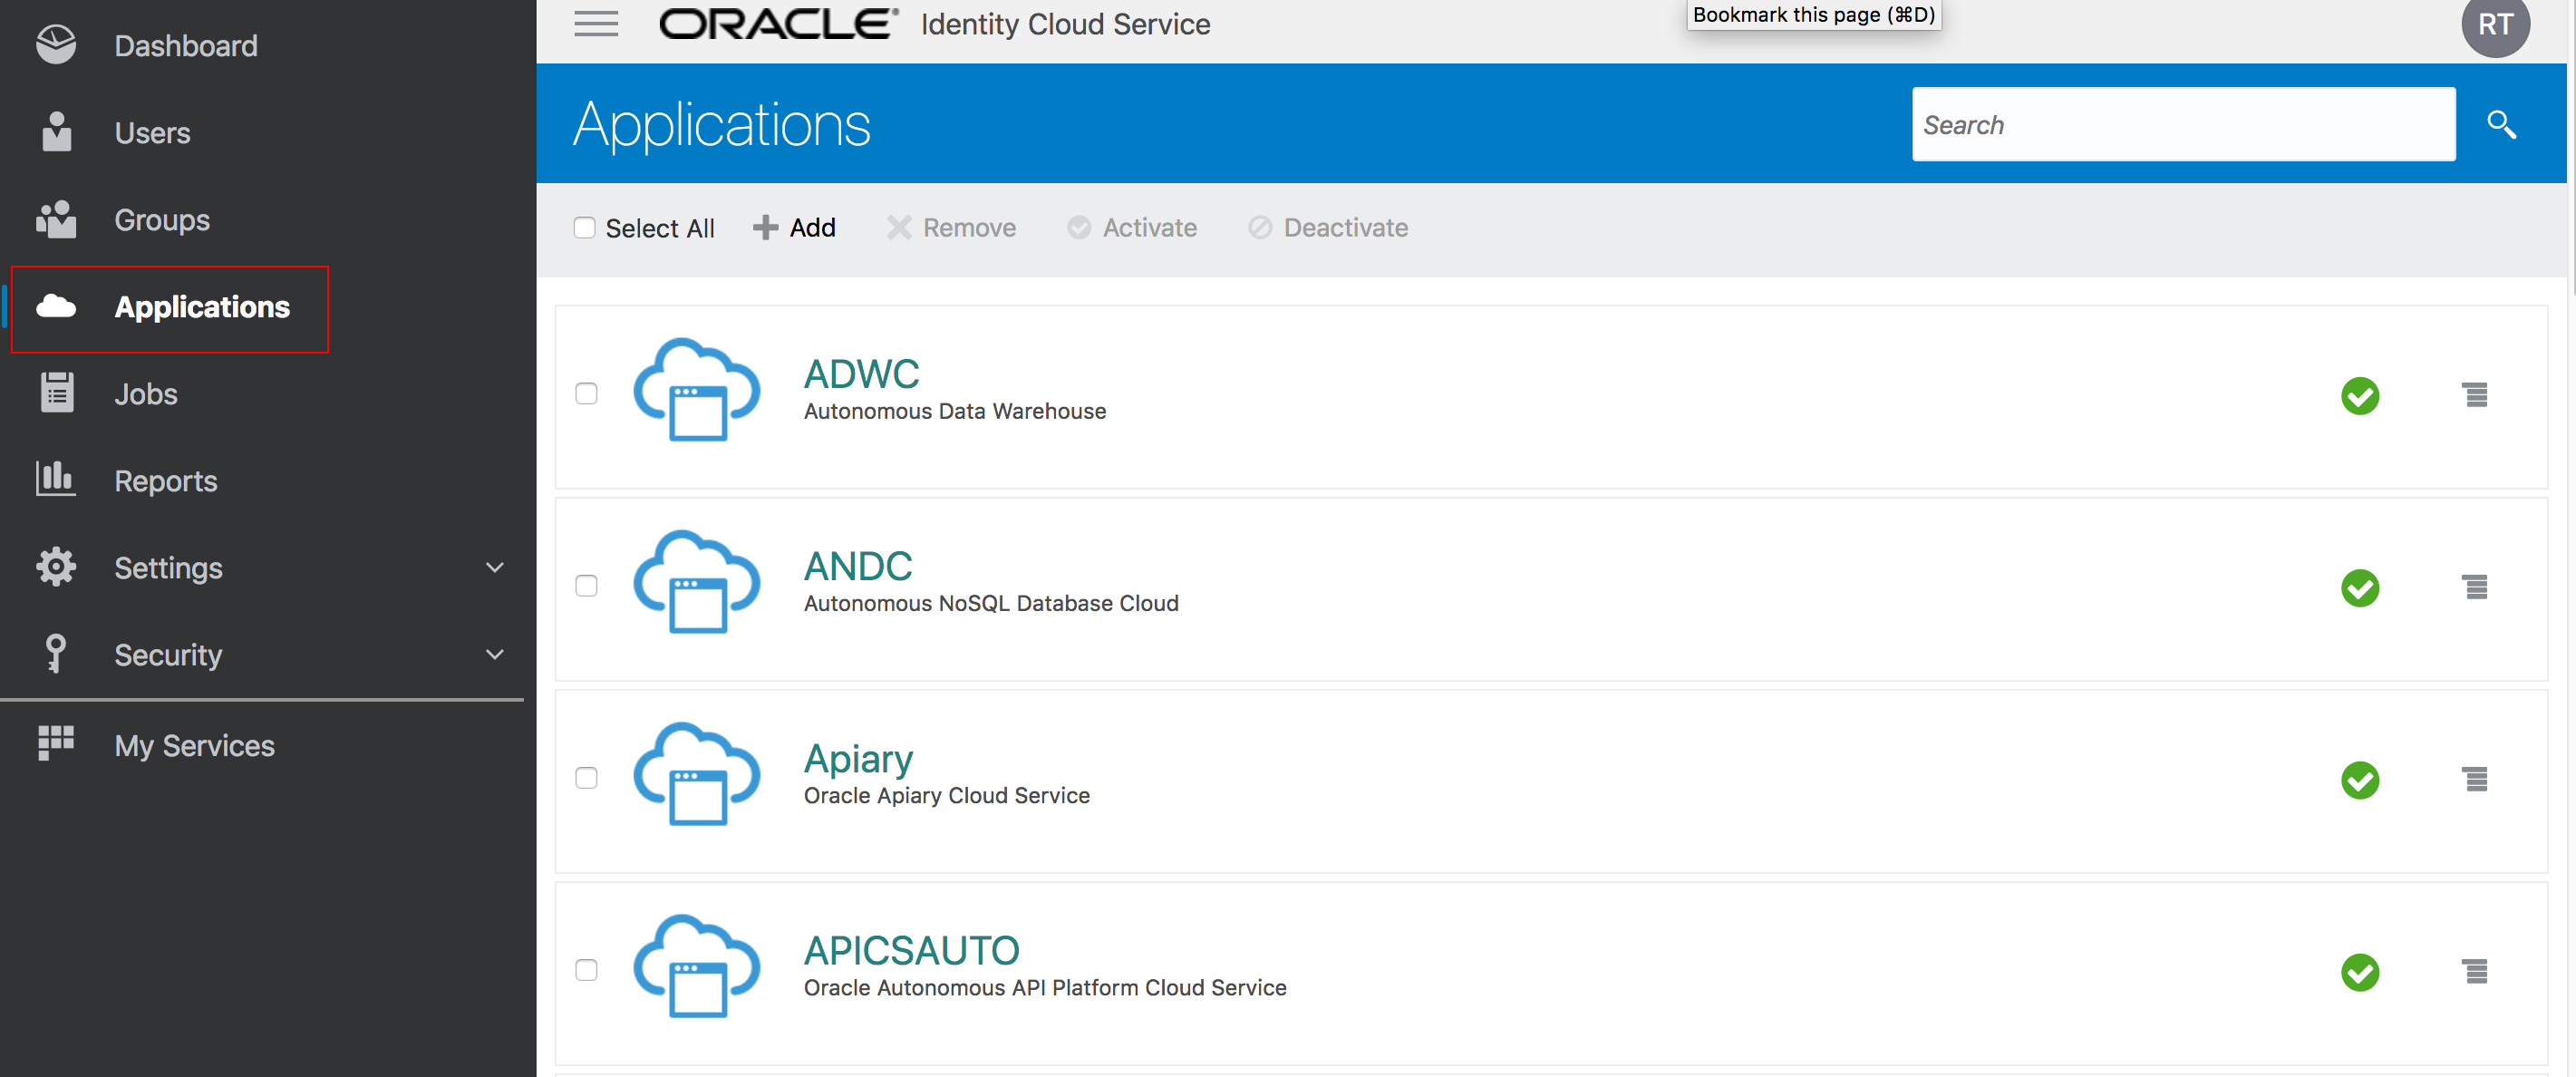 Dashboard
Users
Groups
Applications
Jobs
Reports
Settings
Security
My Services
ORACLE® Identity Cloud Service
Bookmark this page (⌘D)
RT
Applications
Search
Select All Add Remove Activate Deactivate
ADWC
Autonomous Data Warehouse
ANDC
Autonomous NoSQL Database Cloud
Apiary
Oracle Apiary Cloud Service
APICSAUTO
Oracle Autonomous API Platform Cloud Service